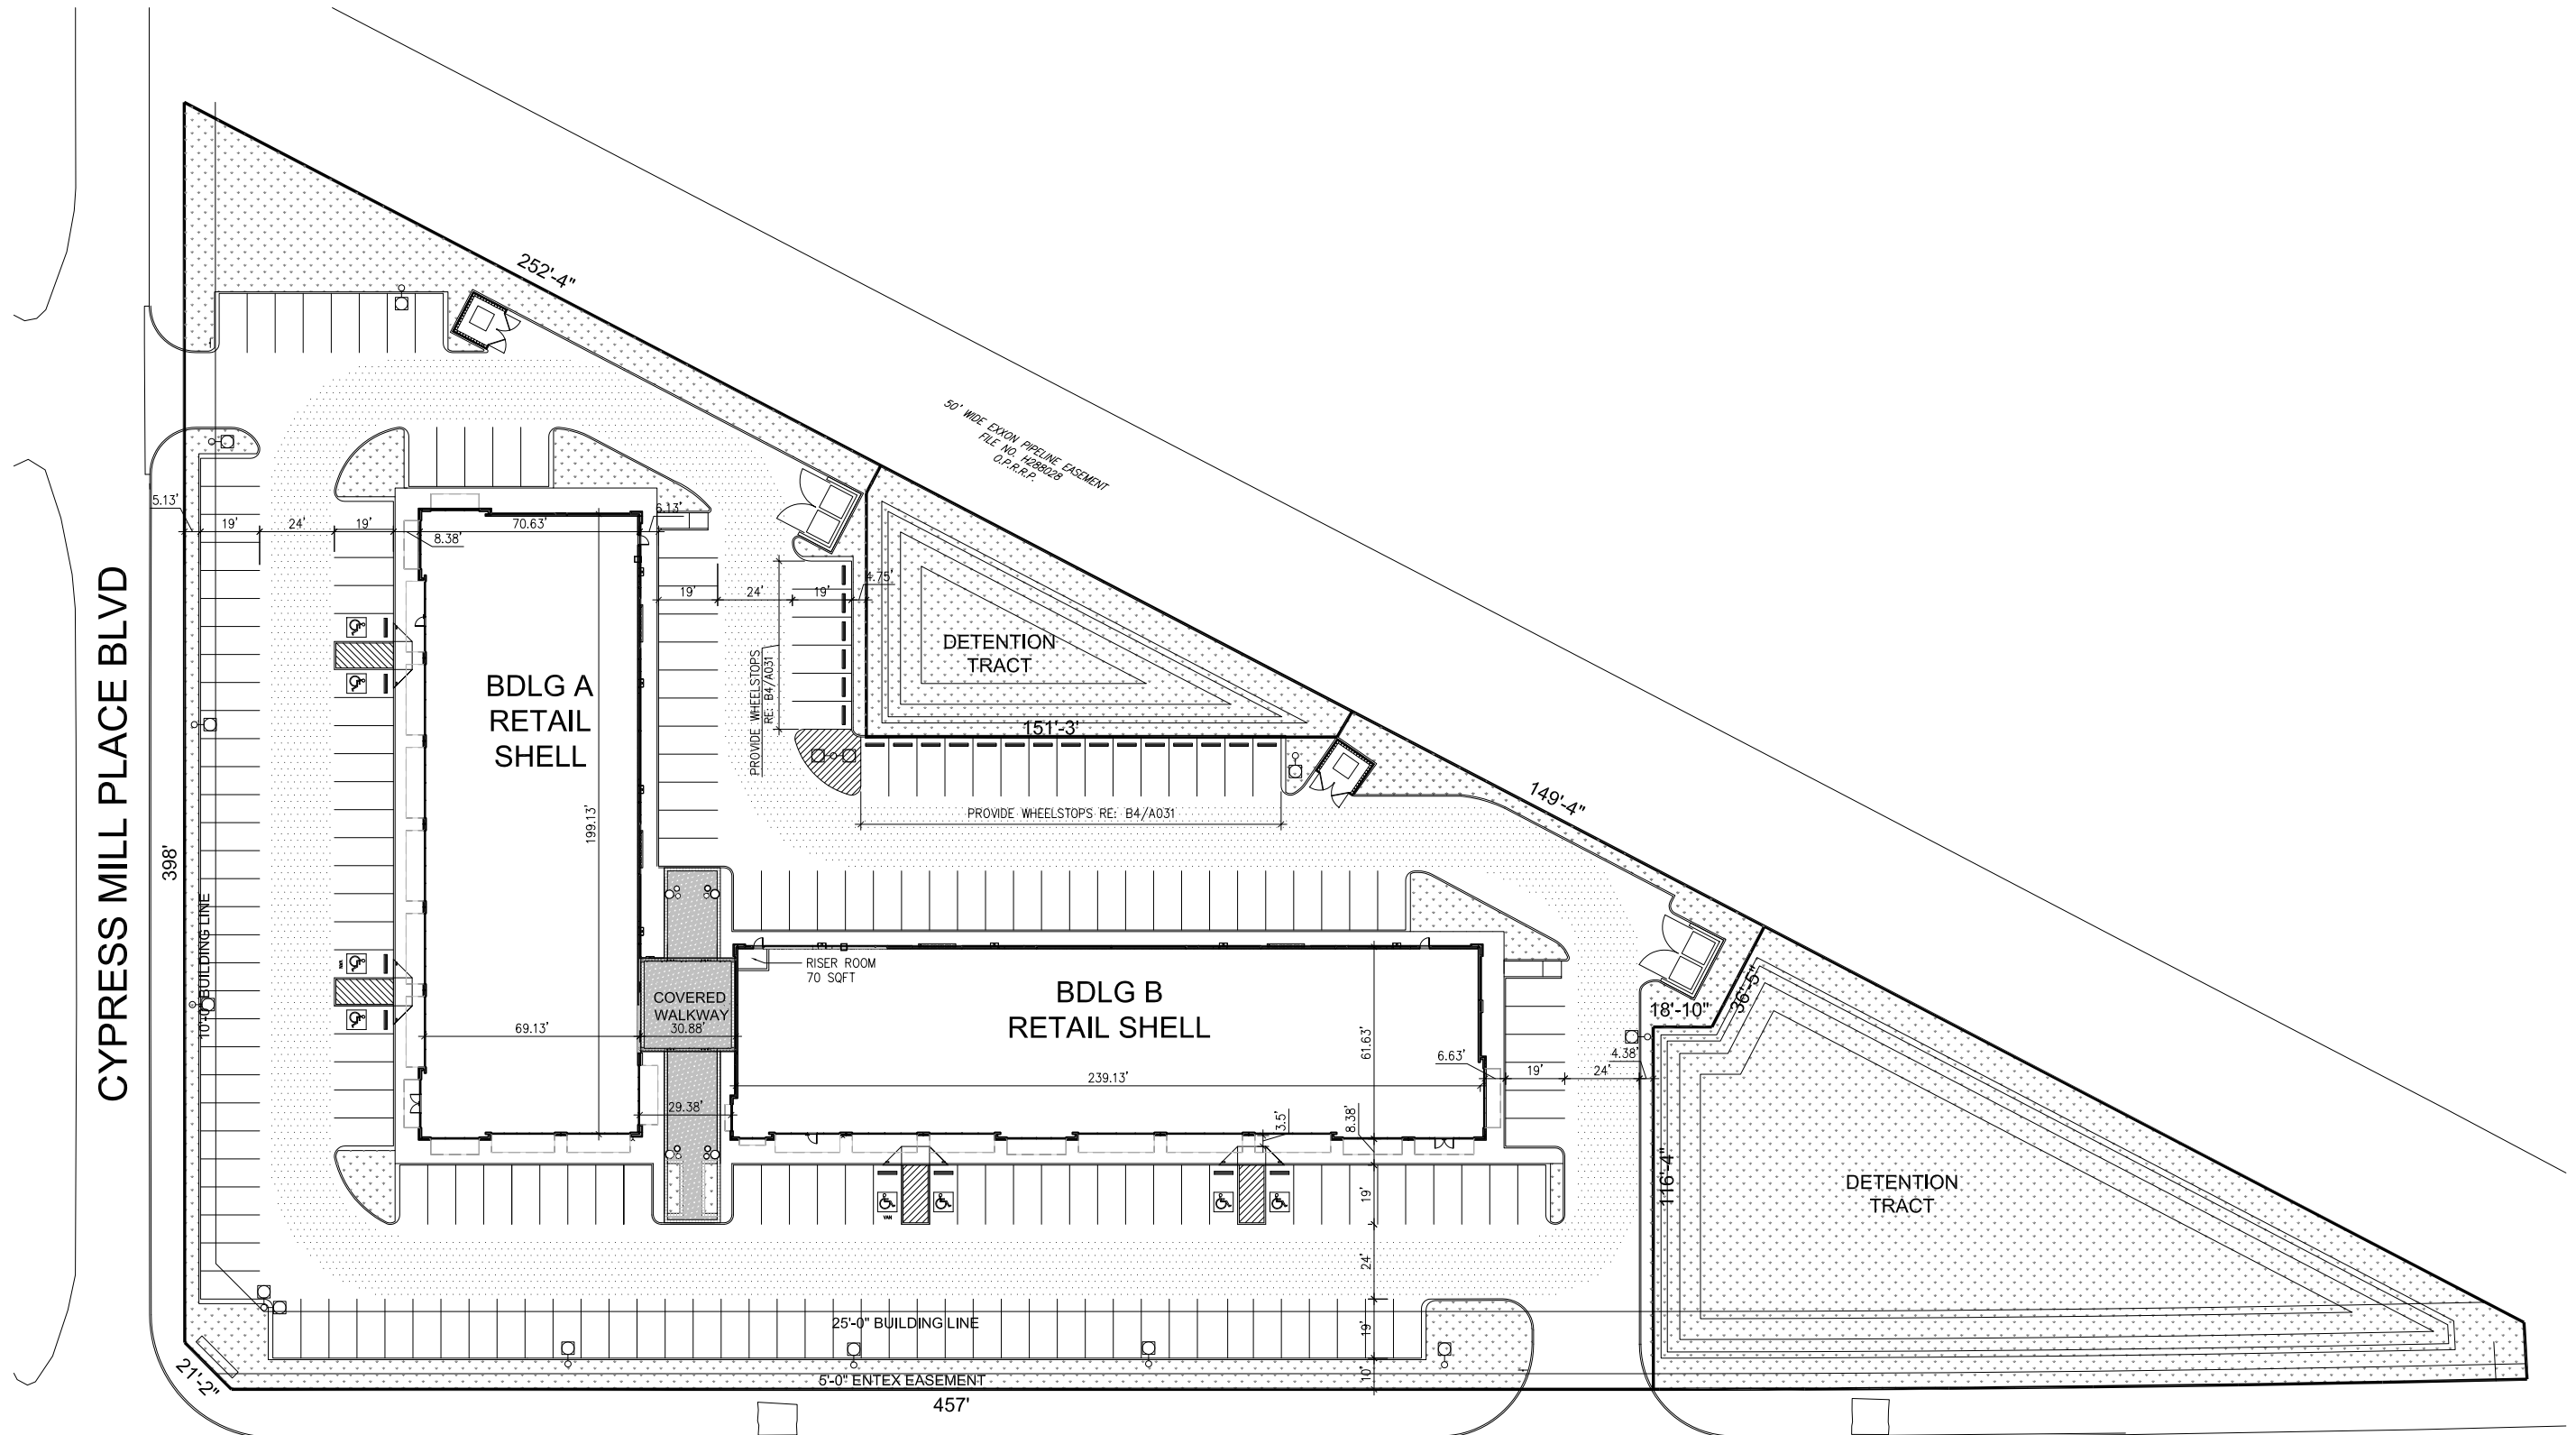 252'-4"
50' WIDE EXXON PIPELINE EASEMENT
FILE NO. H288028
O.P.R.R.P.
CYPRESS MILL PLACE BLVD
398'
10'-0" BUILDING LINE
5.13'
19'
24'
19'
8.38'
70.63'
6.13'
19'
24'
19'
4.75'
PROVIDE WHEELSTOPS
RE: B4/A031
DETENTION
TRACT
151'-3"
PROVIDE WHEELSTOPS RE: B4/A031
149'-4"
BDLG A
RETAIL
SHELL
199.13'
69.13'
COVERED
WALKWAY
30.88'
29.38'
RISER ROOM
70 SQFT
BDLG B
RETAIL SHELL
239.13'
61.63'
6.63'
19'
24'
4.38'
18'-10"
36'-5"
116'-4"
DETENTION
TRACT
3.5'
8.38'
VAN
VAN
19'
24'
19'
10'
25'-0" BUILDING LINE
5'-0" ENTEX EASEMENT
21'-2"
457'